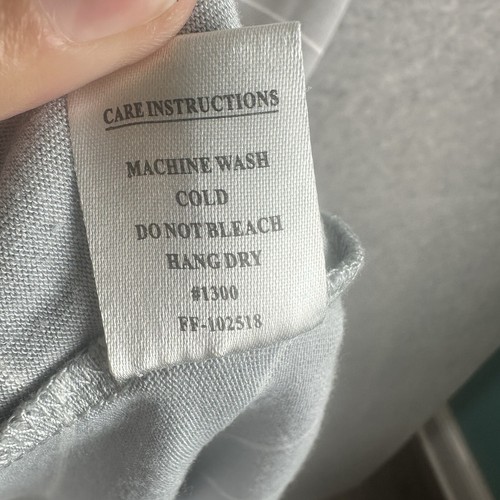 CARE INSTRUCTIONS
MACHINE WASH
COLD
DO NOT BLEACH
HANG DRY
#1300
FF-102518